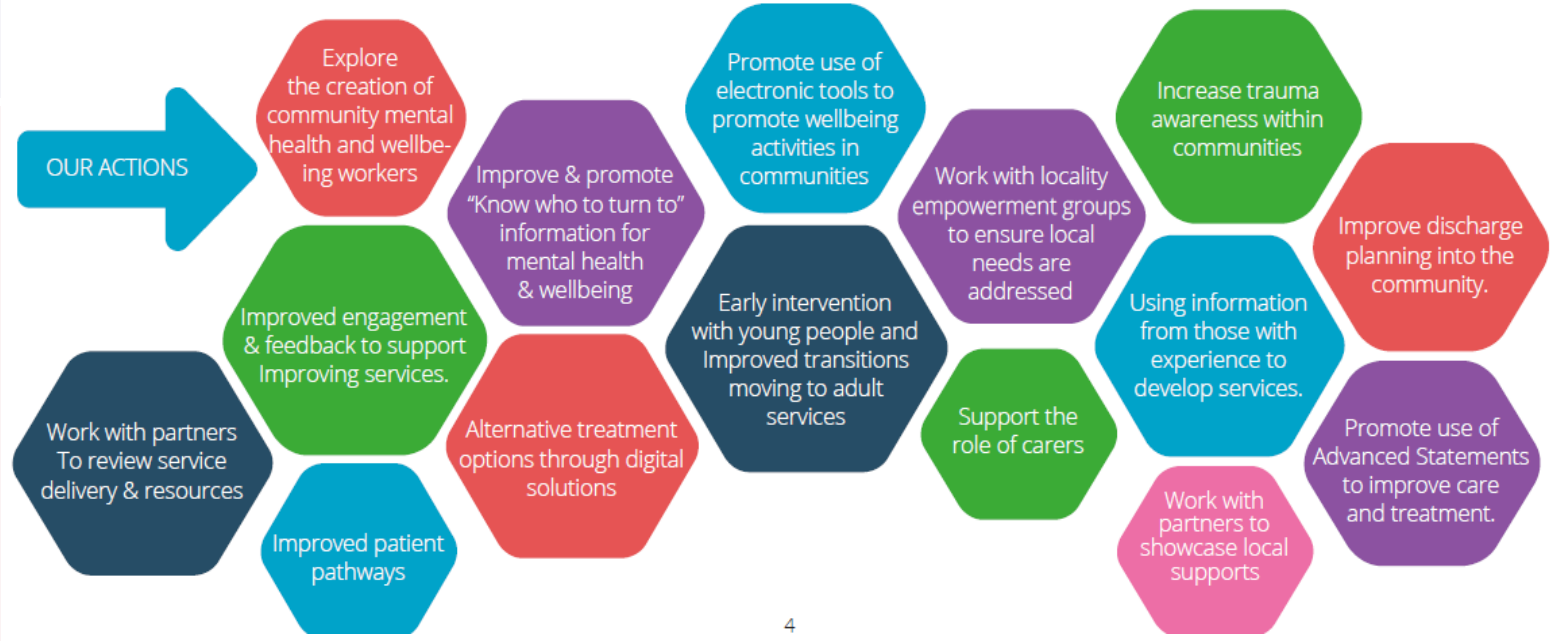 OUR ACTIONS
Explore
the creation of
community mental
health and wellbe-
ing workers
Improve & promote
“Know who to turn to”
information for
mental health
& wellbeing
Promote use of
electronic tools to
promote wellbeing
activities in
communities
Work with locality
empowerment groups
to ensure local
needs are
addressed
Increase trauma
awareness within
communities
Improve discharge
planning into the
community.
Improved engagement
& feedback to support
Improving services.
Early intervention
with young people and
Improved transitions
moving to adult
services
Using information
from those with
experience to
develop services.
Work with partners
To review service
delivery & resources
Alternative treatment
options through digital
solutions
Support the
role of carers
Promote use of
Advanced Statements
to improve care
and treatment.
Improved patient
pathways
Work with
partners to
showcase local
supports
4